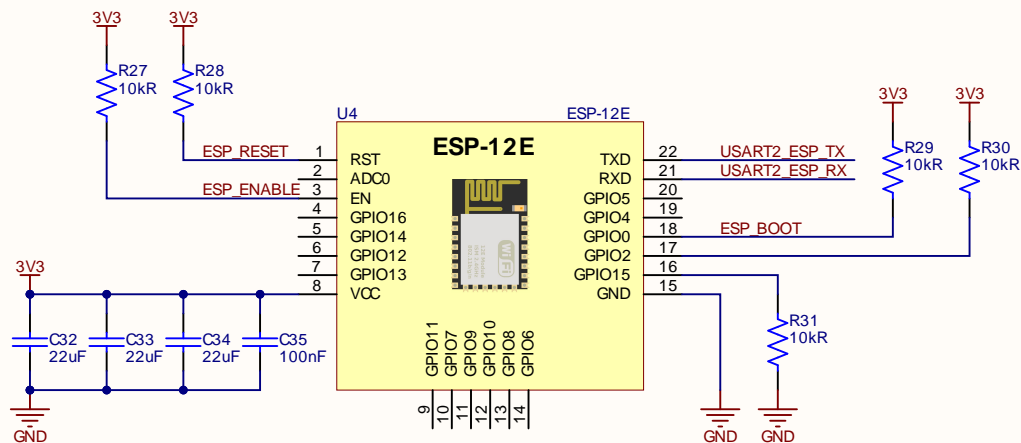 3V3
3V3
R27
10kR
R28
10kR
3V3
3V3
R29
10kR
R30
10kR
U4
ESP-12E
ESP-12E
ESP_RESET
1
RST
TXD
22
USART2_ESP_TX
2
ADC0
RXD
21
USART2_ESP_RX
ESP_ENABLE
3
EN
GPIO5
20
4
GPIO16
GPIO4
19
5
GPIO14
GPIO0
18
ESP_BOOT
6
GPIO12
GPIO2
17
7
GPIO13
GPIO15
16
3V3
8
VCC
GND
15
WiFi
C32
22uF
C33
22uF
C34
22uF
C35
100nF
R31
10kR
GPIO11
GPIO7
GPIO9
GPIO10
GPIO8
GPIO6
9
10
11
12
13
14
GND
GND
GND